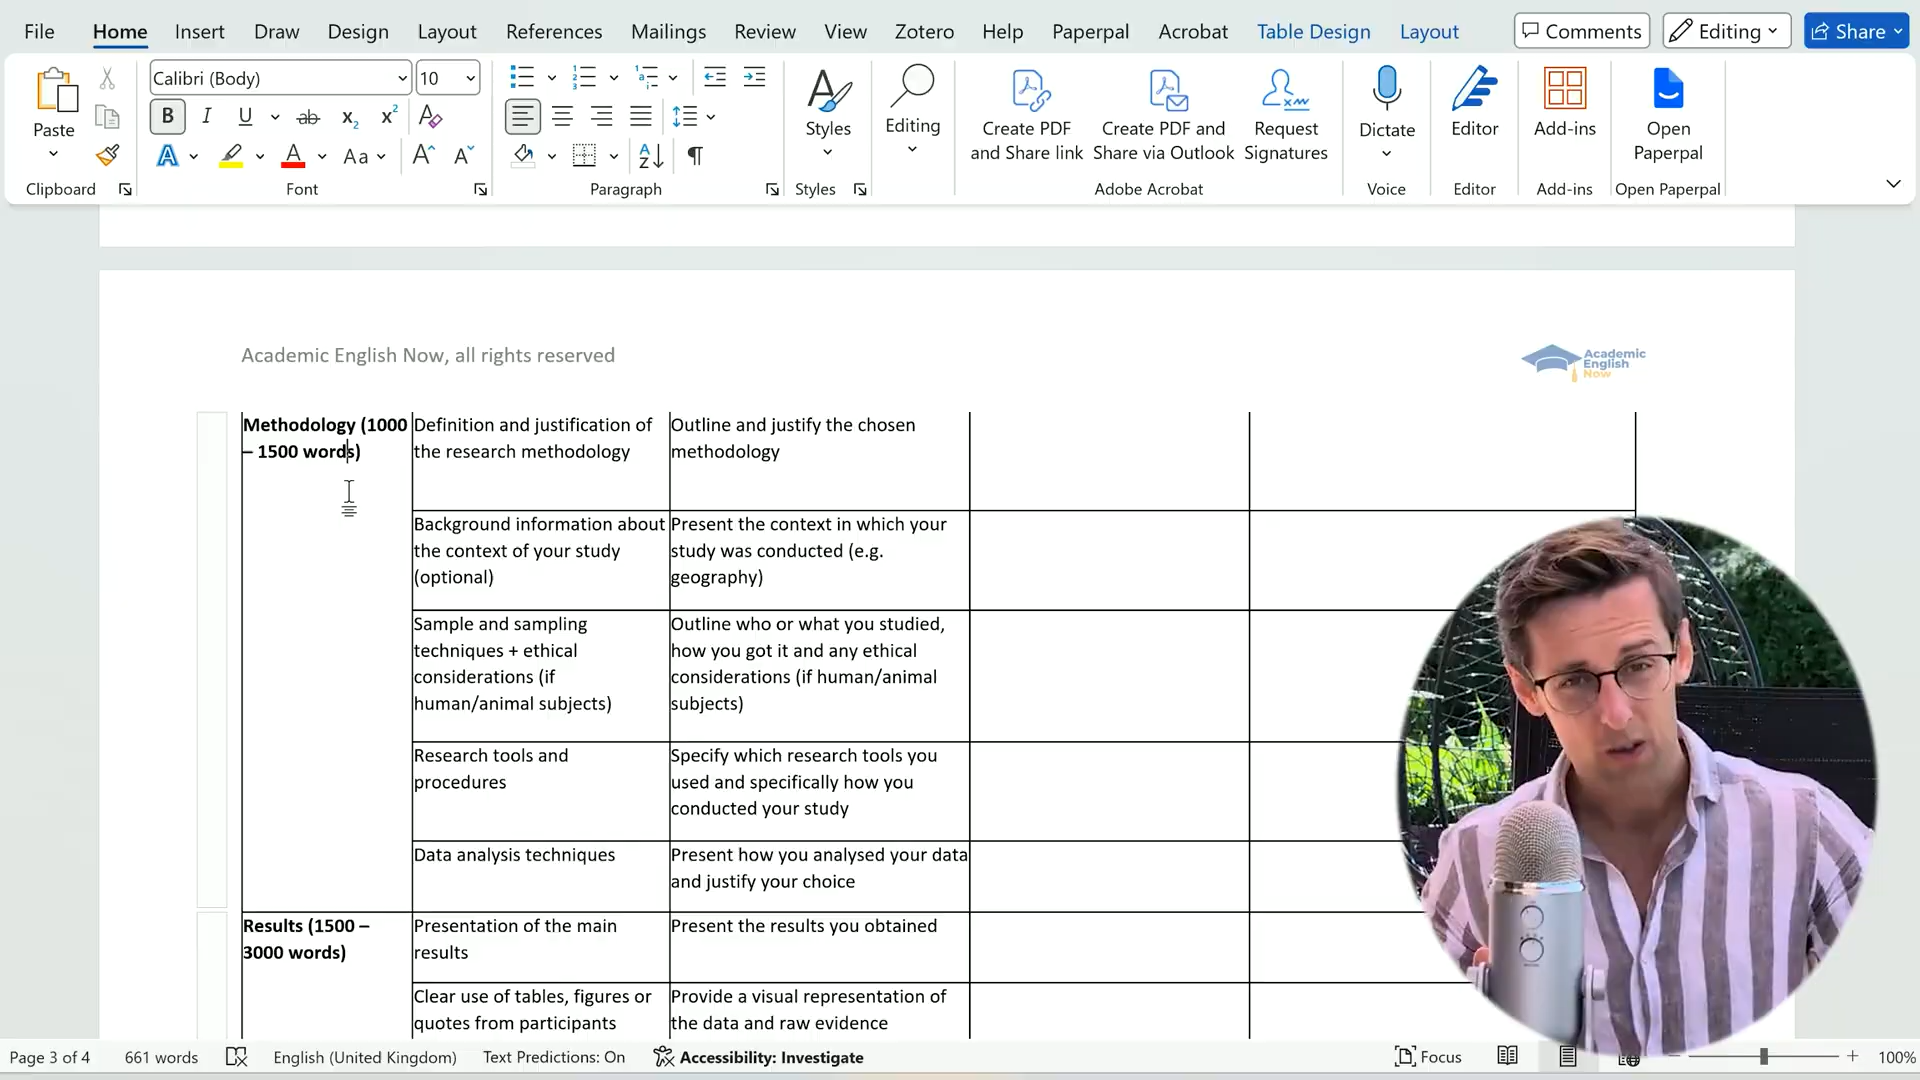 File Home Insert Draw Design Layout References Mailings Review View Zotero Help Paperpal Acrobat Table Design Layout Comments Editing Share
Calibri (Body) 10
Paste
Styles
Editing
Create PDF and Share link
Create PDF and Share via Outlook
Request Signatures
Dictate
Editor
Add-ins
Open Paperpal
Clipboard Font Paragraph Styles Adobe Acrobat Voice Editor Add-ins Open Paperpal
Academic English Now, all rights reserved
Academic
English
Now
Methodology (1000
– 1500 words)
Definition and justification of
the research methodology
Outline and justify the chosen
methodology
Background information about
the context of your study
(optional)
Present the context in which your
study was conducted (e.g.
geography)
Sample and sampling
techniques + ethical
considerations (if
human/animal subjects)
Outline who or what you studied,
how you got it and any ethical
considerations (if human/animal
subjects)
Research tools and
procedures
Specify which research tools you
used and specifically how you
conducted your study
Data analysis techniques
Present how you analysed your data
and justify your choice
Results (1500 –
3000 words)
Presentation of the main
results
Present the results you obtained
Clear use of tables, figures or
quotes from participants
Provide a visual representation of
the data and raw evidence
Page 3 of 4 661 words English (United Kingdom) Text Predictions: On Accessibility: Investigate Focus 100%